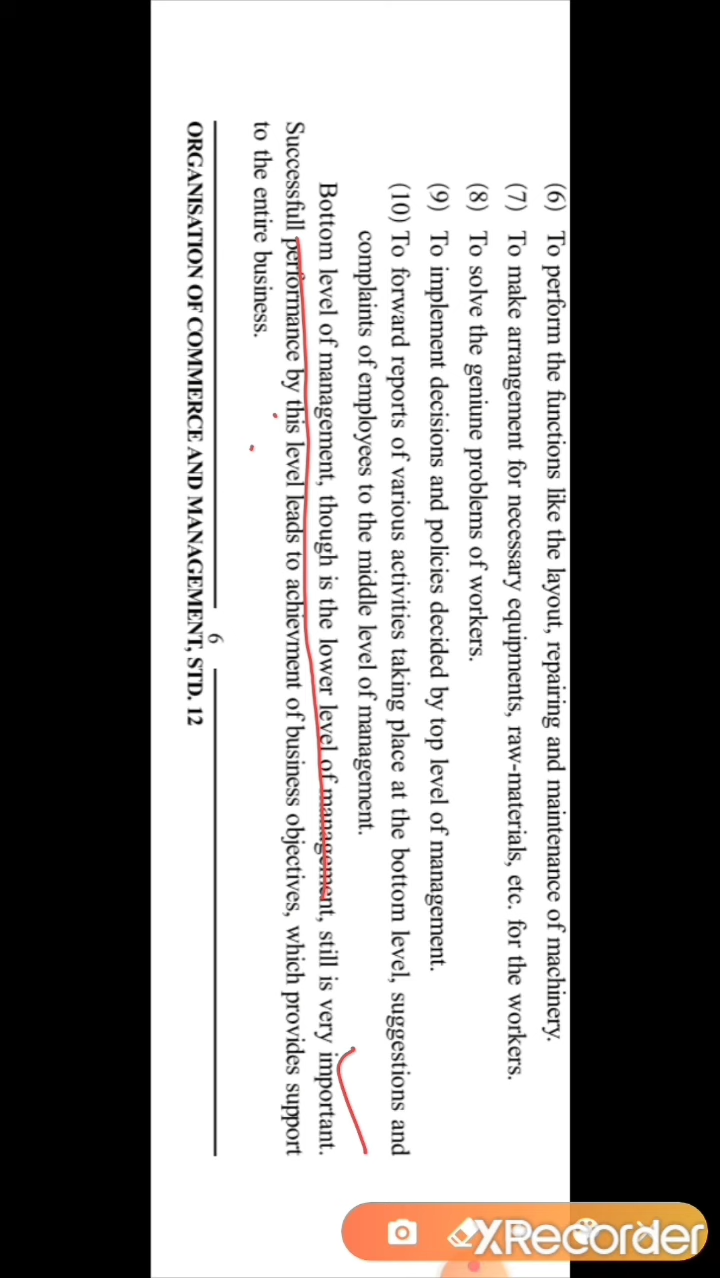 (6) To perform the functions like the layout, repairing and maintenance of machinery.
(7) To make arrangement for necessary equipments, raw-materials, etc. for the workers.
(8) To solve the geniune problems of workers.
(9) To implement decisions and policies decided by top level of management.
(10) To forward reports of various activities taking place at the bottom level, suggestions and
complaints of employees to the middle level of management.
Bottom level of management, though is the lower level of management, still is very important.
Successfull performance by this level leads to achievment of business objectives, which provides support
to the entire business.
6
ORGANISATION OF COMMERCE AND MANAGEMENT, STD. 12
XRecorder